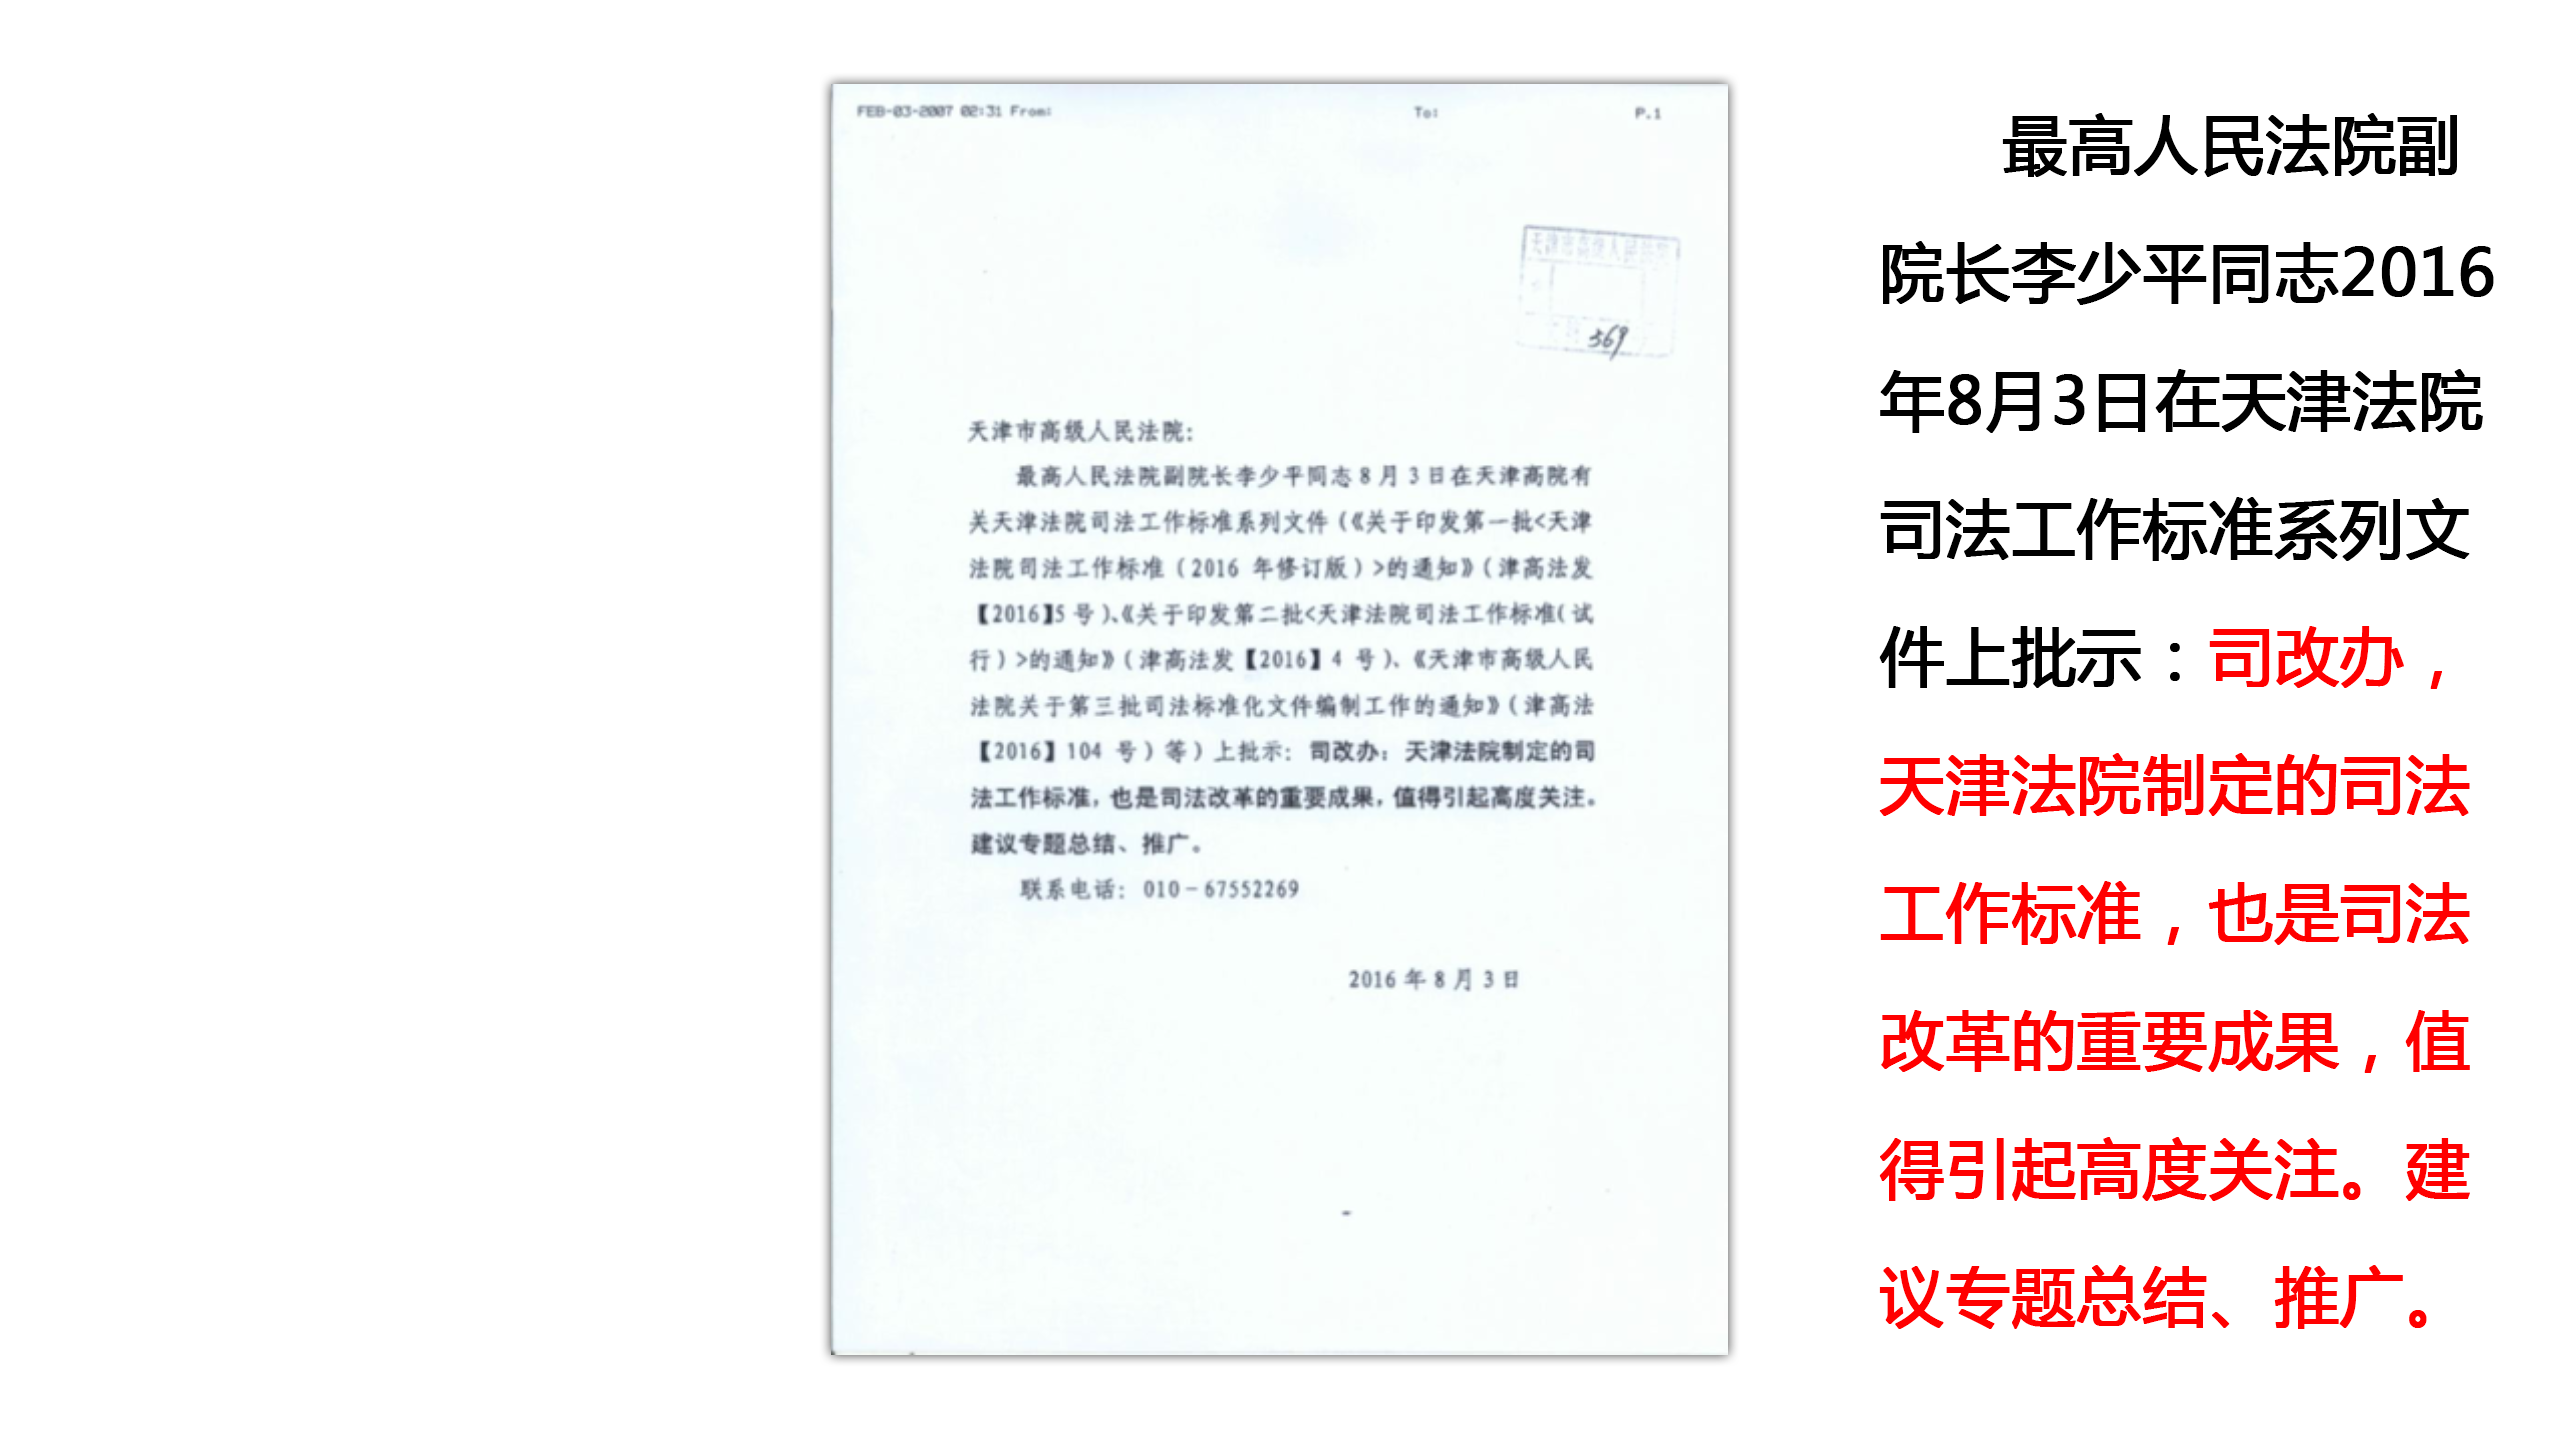 FEB-03-2007 02:31 From: To: P.1
天津市高级人民法院
569
天津市高级人民法院:
最高人民法院副院长李少平同志8月3日在天津高院有
关天津法院司法工作标准系列文件(《关于印发第一批<天津
法院司法工作标准(2016 年修订版)>的通知》(津高法发
【2016】5号)、《关于印发第二批<天津法院司法工作标准(试
行)>的通知》(津高法发【2016】4 号)、《天津市高级人民
法院关于第三批司法标准化文件编制工作的通知》(津高法
【2016】104 号)等)上批示: 司改办: 天津法院制定的司
法工作标准,也是司法改革的重要成果,值得引起高度关注。
建议专题总结、推广。
联系电话: 010-67552269
2016年8月3日
最高人民法院副
院长李少平同志2016
年8月3日在天津法院
司法工作标准系列文
件上批示:司改办,
天津法院制定的司法
工作标准,也是司法
改革的重要成果,值
得引起高度关注。建
议专题总结、推广。